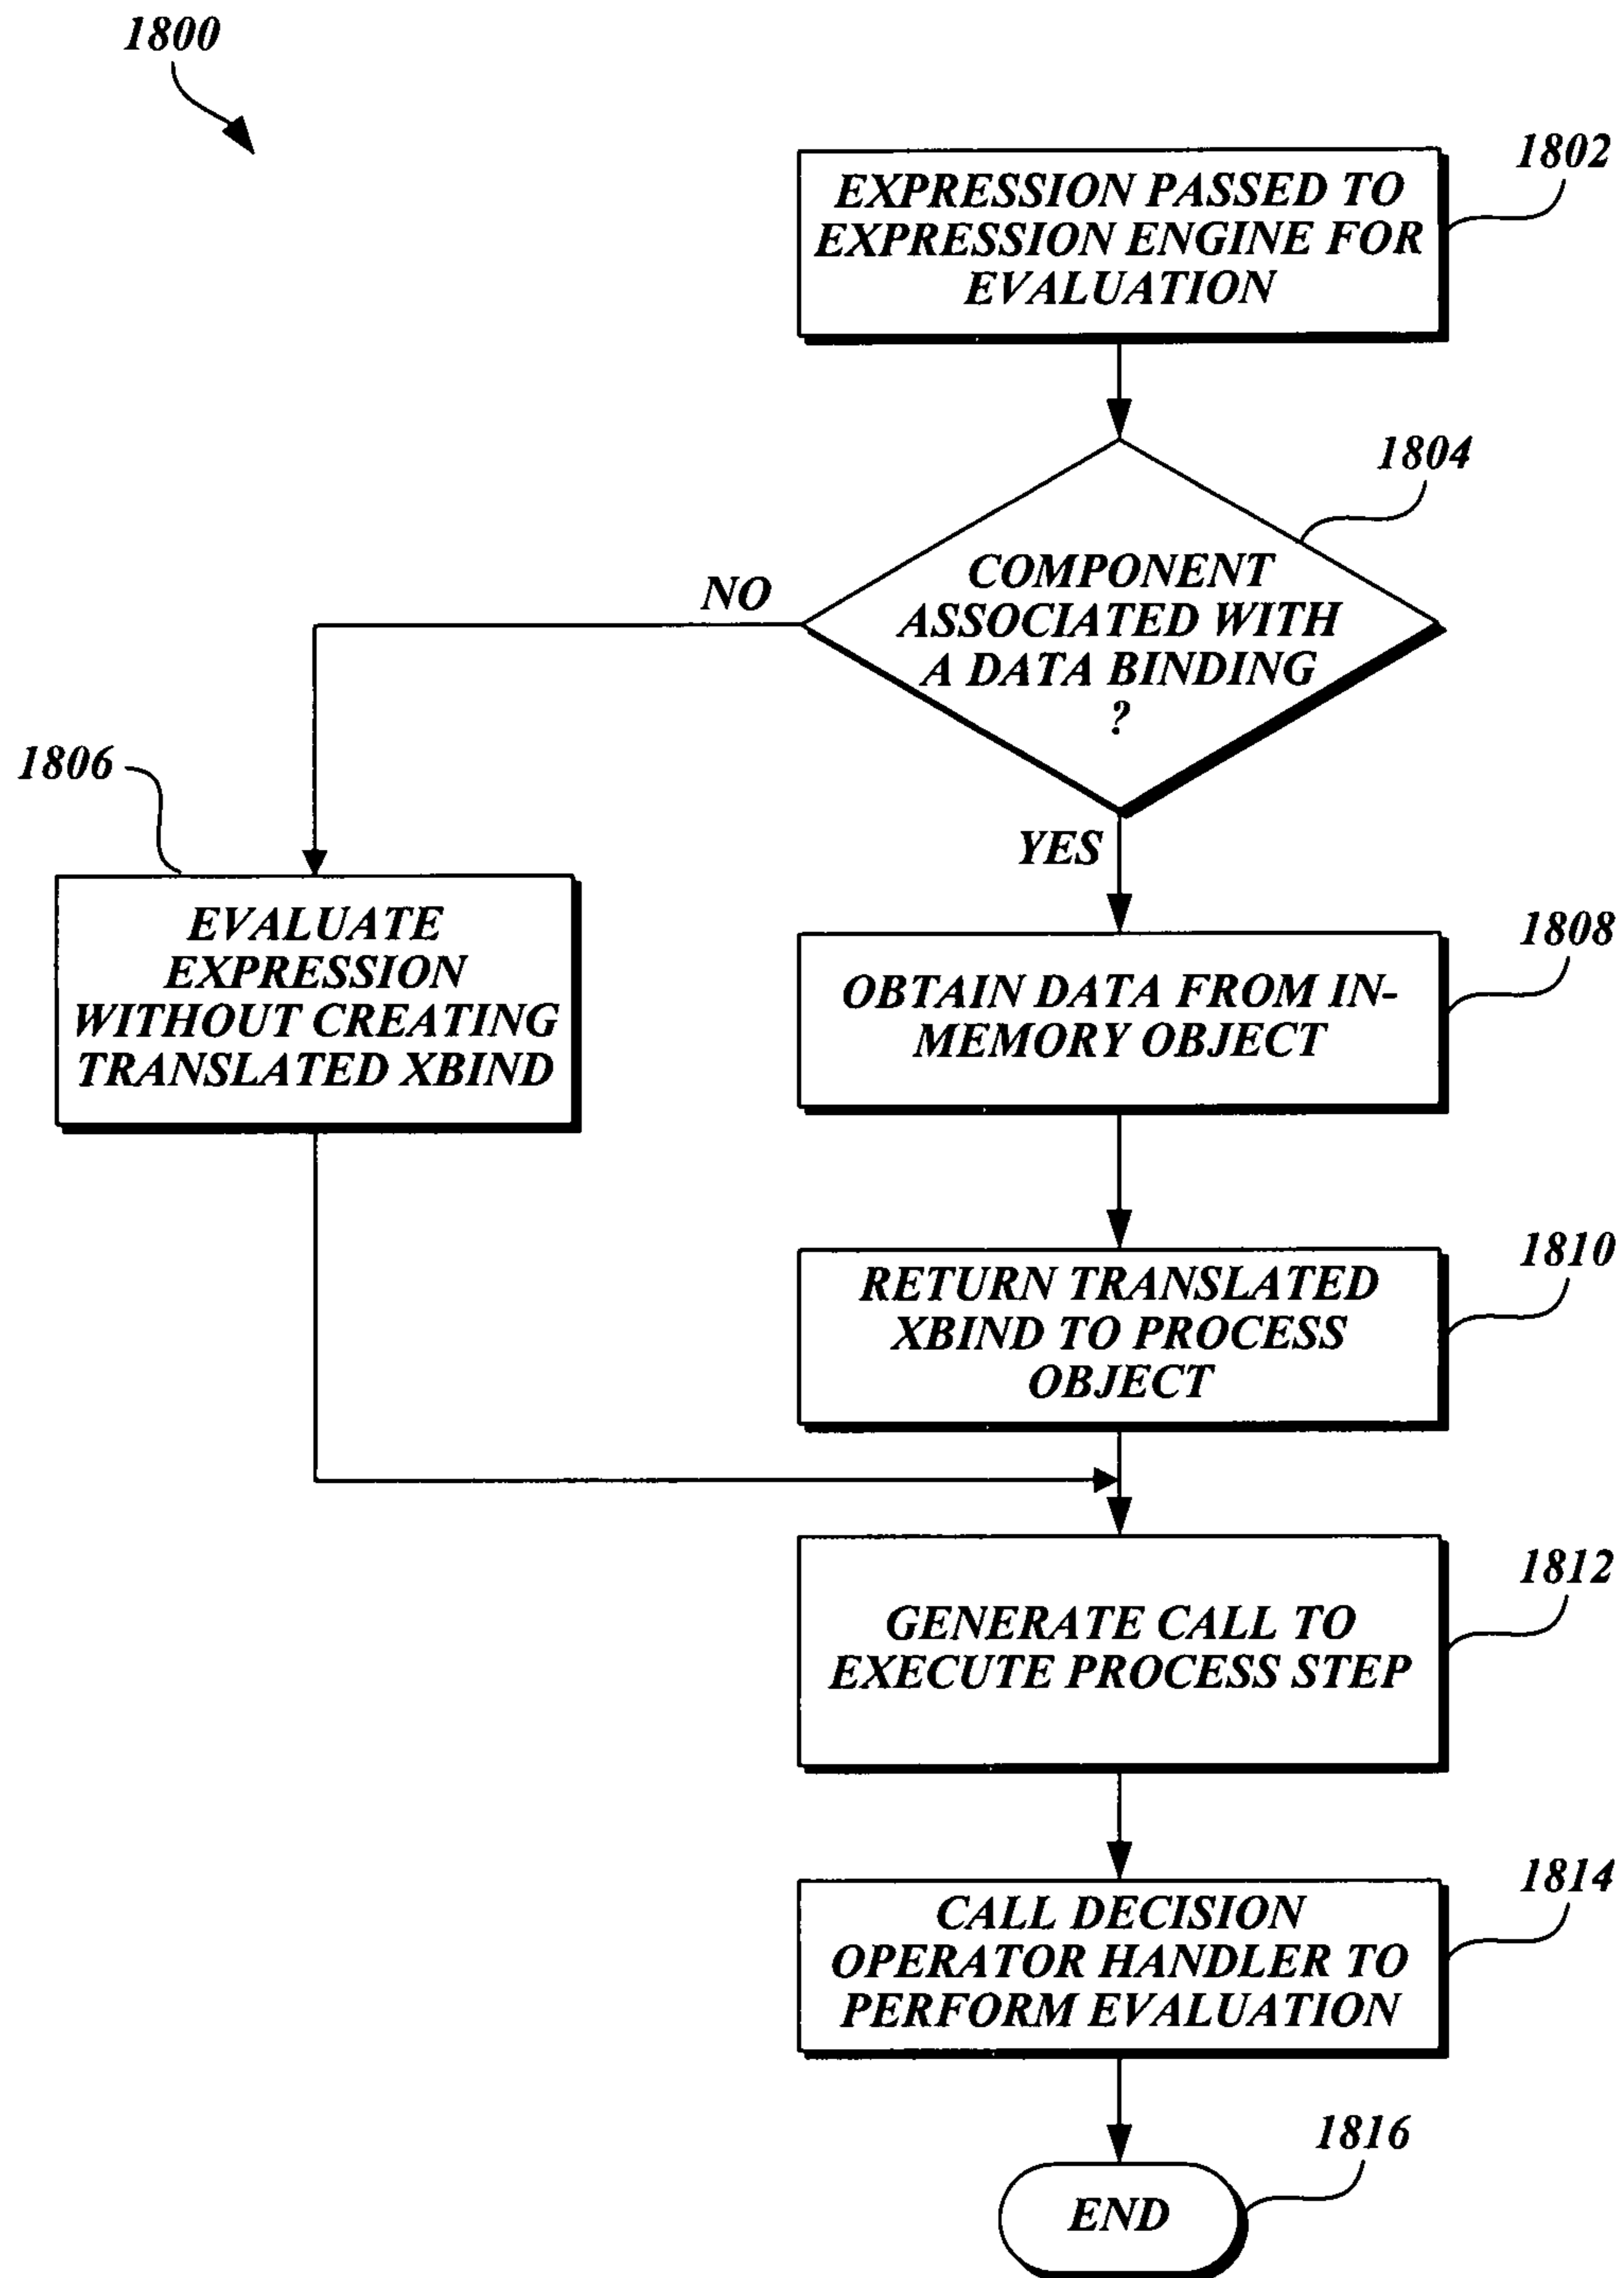 1800
1802
EXPRESSION PASSED TO
EXPRESSION ENGINE FOR
EVALUATION
1804
COMPONENT
ASSOCIATED WITH
A DATA BINDING
?
NO
YES
1806
EVALUATE
EXPRESSION
WITHOUT CREATING
TRANSLATED XBIND
1808
OBTAIN DATA FROM IN-
MEMORY OBJECT
1810
RETURN TRANSLATED
XBIND TO PROCESS
OBJECT
1812
GENERATE CALL TO
EXECUTE PROCESS STEP
1814
CALL DECISION
OPERATOR HANDLER TO
PERFORM EVALUATION
1816
END